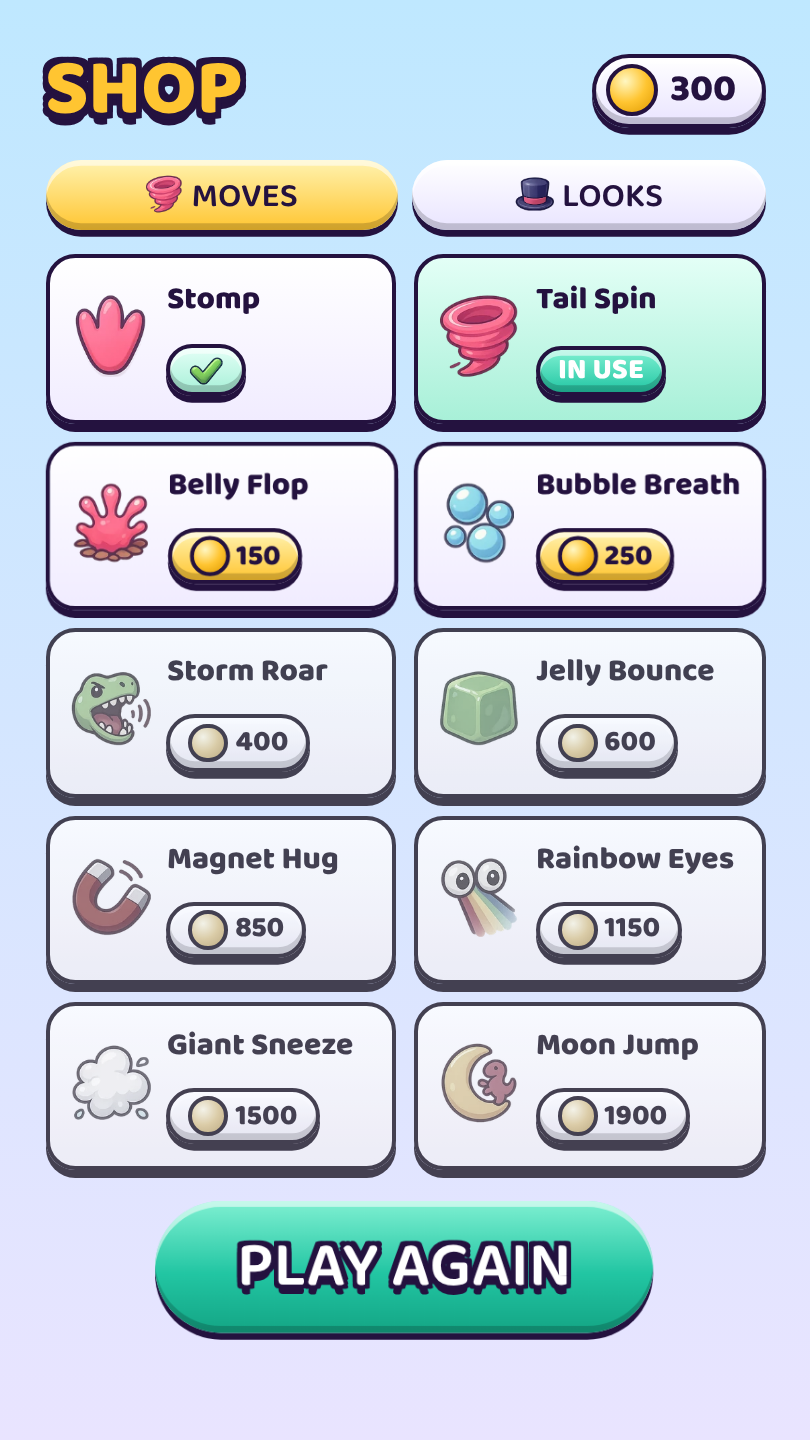 SHOP
300
MOVES
LOOKS
Stomp
Tail Spin
IN USE
Belly Flop
150
Bubble Breath
250
Storm Roar
400
Jelly Bounce
600
Magnet Hug
850
Rainbow Eyes
1150
Giant Sneeze
1500
Moon Jump
1900
PLAY AGAIN